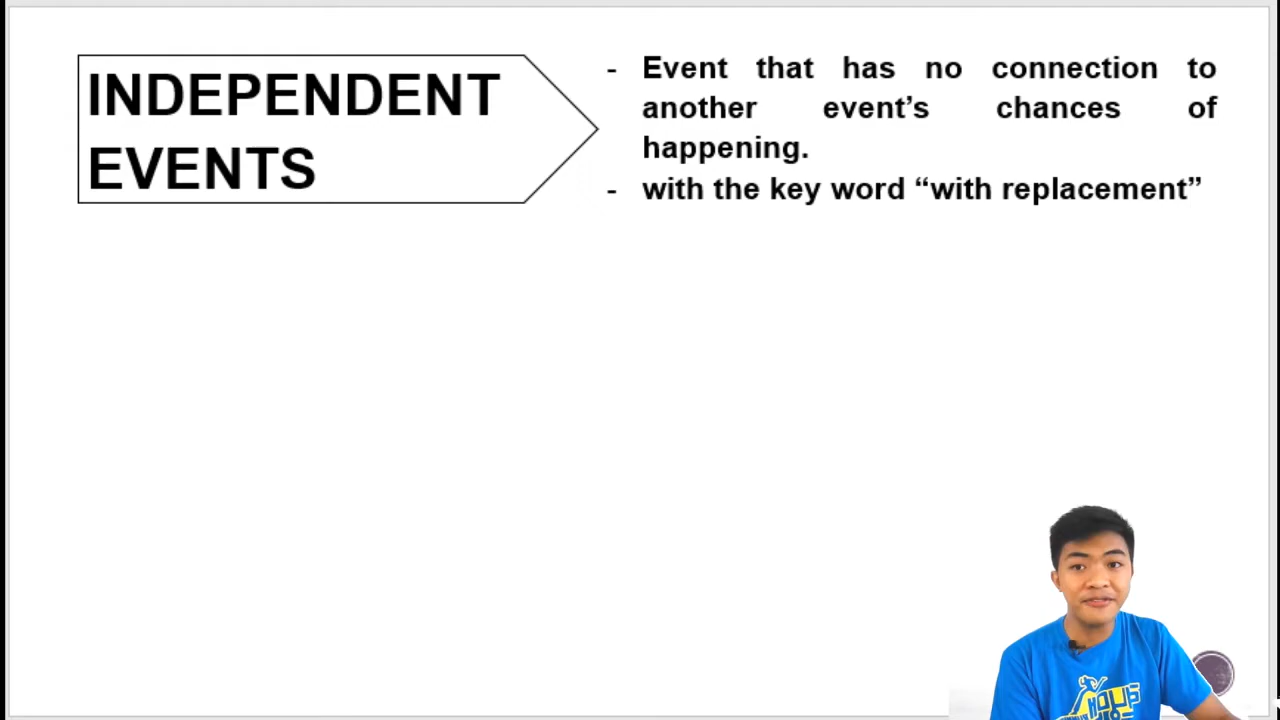 INDEPENDENT
EVENTS
- Event that has no connection to
another event's chances of
happening.
- with the key word “with replacement”